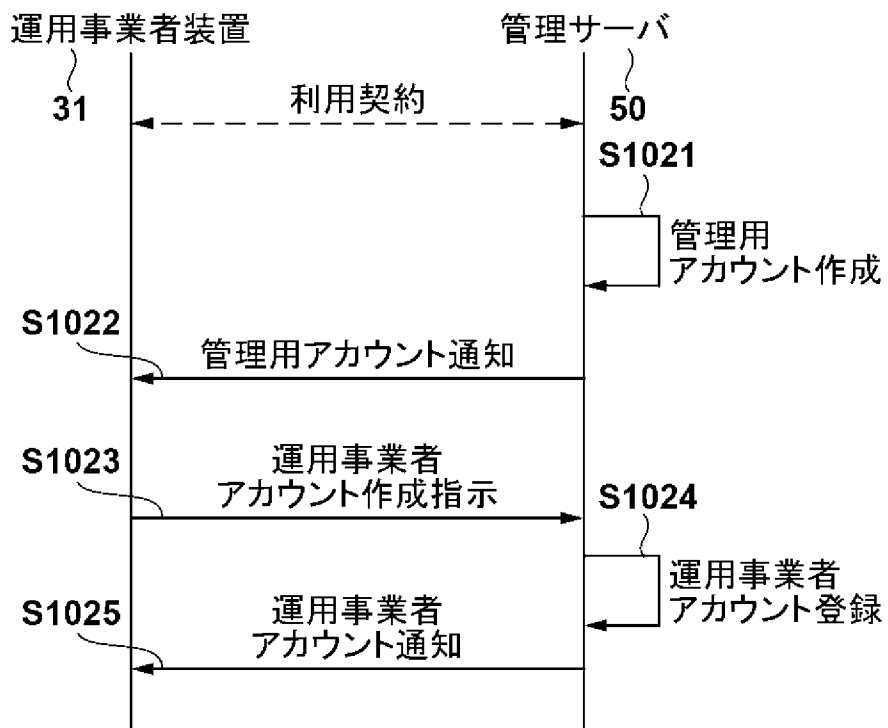 運用事業者装置
管理サーバ
31
利用契約
50
S1021
管理用
アカウント作成
S1022
管理用アカウント通知
S1023
運用事業者
アカウント作成指示
S1024
運用事業者
アカウント登録
S1025
運用事業者
アカウント通知